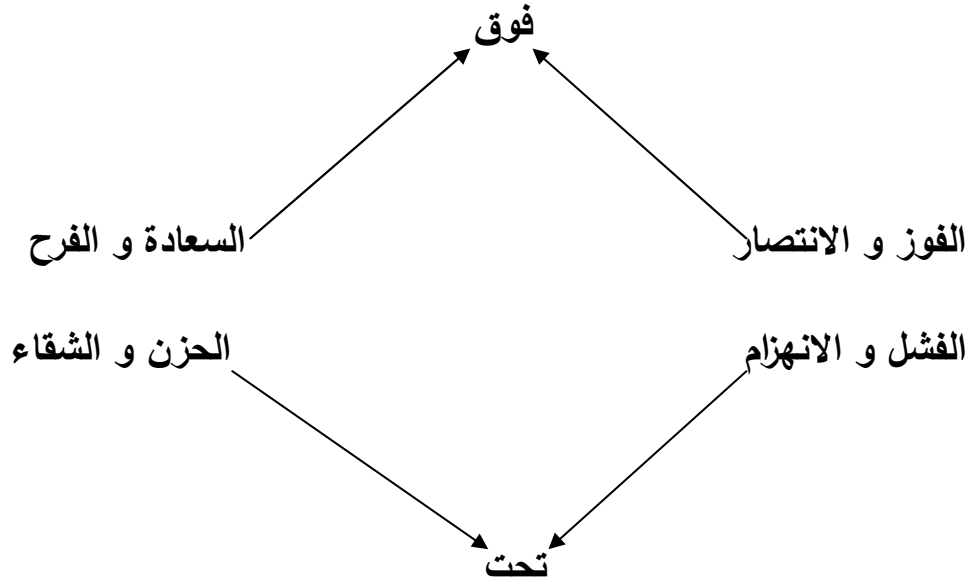 فوق
الفوز و الانتصار
السعادة و الفرح
الفشل و الانهزام
الحزن و الشقاء
تحت